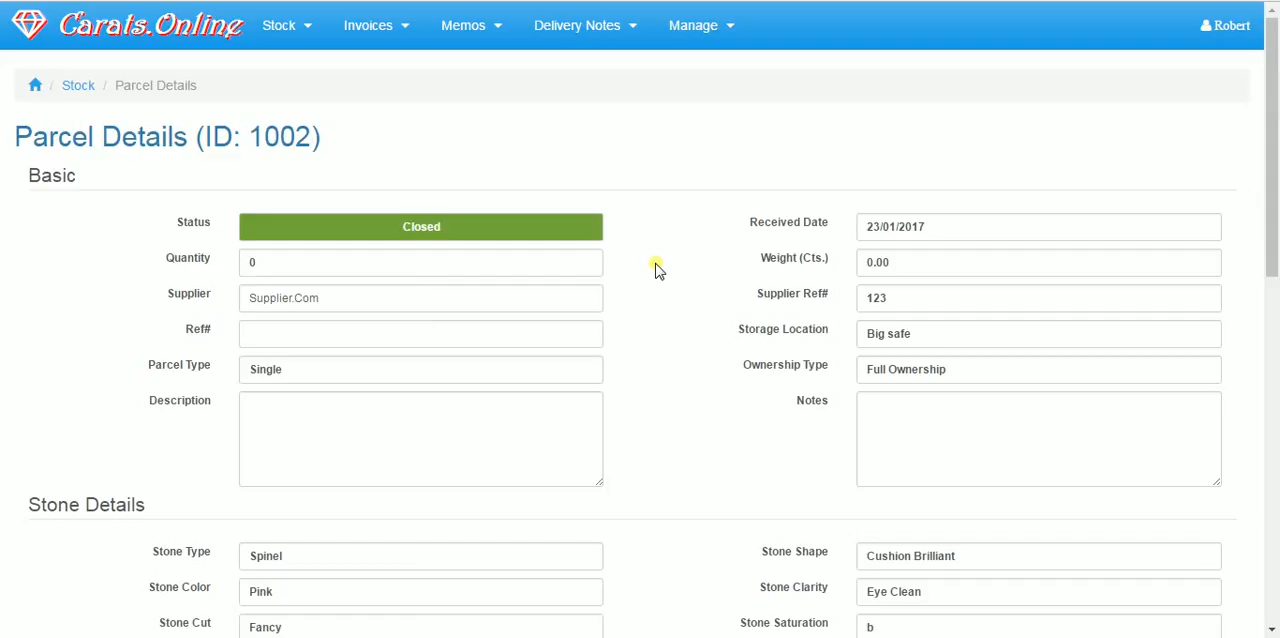 Carats.Online Stock Invoices Memos Delivery Notes Manage Robert
/ Stock / Parcel Details
Parcel Details (ID: 1002)
Basic
Status Closed Received Date 23/01/2017
Quantity 0 Weight (Cts.) 0.00
Supplier Supplier.Com Supplier Ref# 123
Ref# Storage Location Big safe
Parcel Type Single Ownership Type Full Ownership
Description Notes
Stone Details
Stone Type Spinel Stone Shape Cushion Brilliant
Stone Color Pink Stone Clarity Eye Clean
Stone Cut Fancy Stone Saturation b